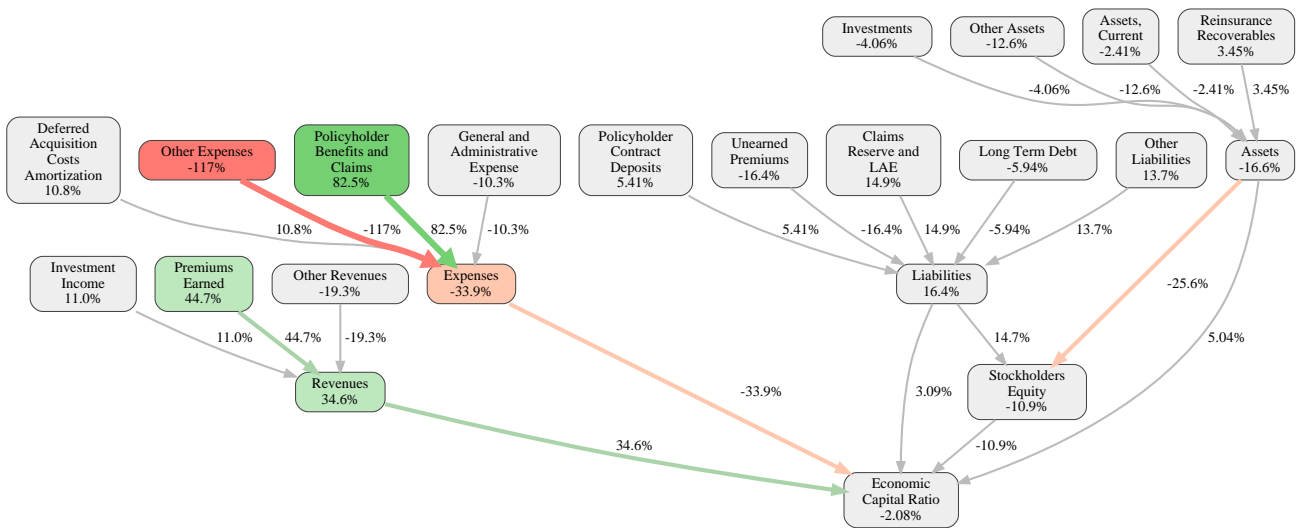 Investments
-4.06%
Other Assets
-12.6%
Assets,
Current
-2.41%
Reinsurance
Recoverables
3.45%
-4.06%
-12.6%
-2.41%
3.45%
Deferred
Acquisition
Costs
Amortization
10.8%
Other Expenses
-117%
Policyholder
Benefits and
Claims
82.5%
General and
Administrative
Expense
-10.3%
Policyholder
Contract
Deposits
5.41%
Unearned
Premiums
-16.4%
Claims
Reserve and
LAE
14.9%
Long Term Debt
-5.94%
Other
Liabilities
13.7%
Assets
-16.6%
10.8%
-117%
82.5%
-10.3%
5.41%
-16.4%
14.9%
-5.94%
13.7%
Investment
Income
11.0%
Premiums
Earned
44.7%
Other Revenues
-19.3%
Expenses
-33.9%
Liabilities
16.4%
-25.6%
11.0%
44.7%
-19.3%
14.7%
5.04%
Revenues
34.6%
-33.9%
3.09%
Stockholders
Equity
-10.9%
34.6%
-10.9%
Economic
Capital Ratio
-2.08%